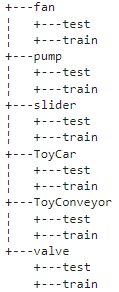 +---fan
|   +---test
|   +---train
+---pump
|   +---test
|   +---train
+---slider
|   +---test
|   +---train
+---ToyCar
|   +---test
|   +---train
+---ToyConveyor
|   +---test
|   +---train
+---valve
    +---test
    +---train